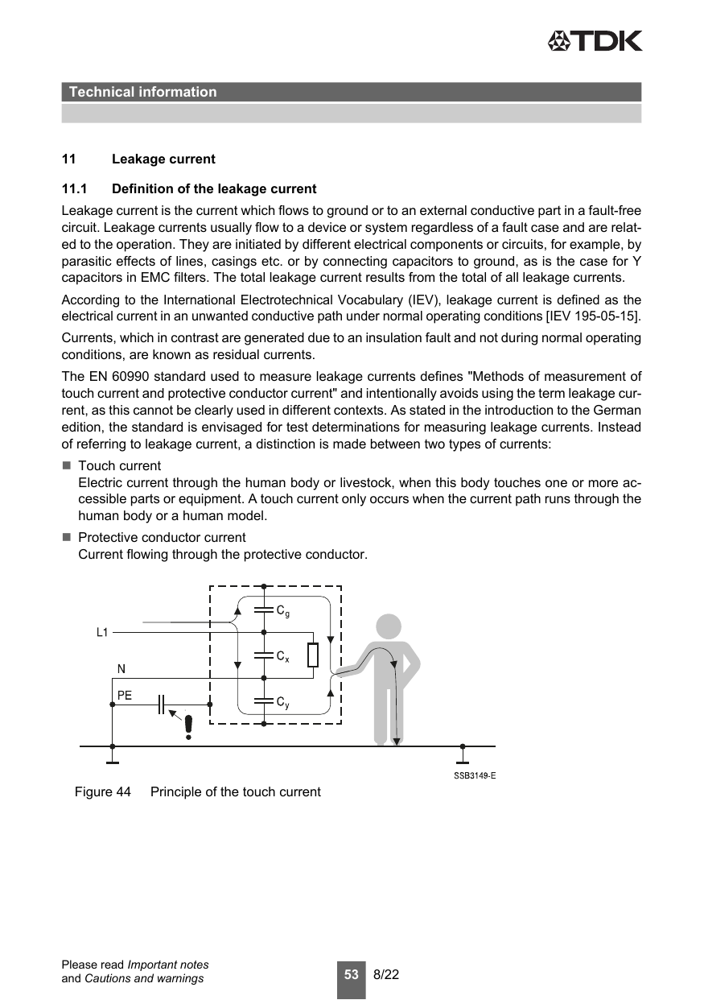 TDK
Technical information
11 Leakage current
11.1 Definition of the leakage current
Leakage current is the current which flows to ground or to an external conductive part in a fault-free
circuit. Leakage currents usually flow to a device or system regardless of a fault case and are relat-
ed to the operation. They are initiated by different electrical components or circuits, for example, by
parasitic effects of lines, casings etc. or by connecting capacitors to ground, as is the case for Y
capacitors in EMC filters. The total leakage current results from the total of all leakage currents.
According to the International Electrotechnical Vocabulary (IEV), leakage current is defined as the
electrical current in an unwanted conductive path under normal operating conditions [IEV 195-05-15].
Currents, which in contrast are generated due to an insulation fault and not during normal operating
conditions, are known as residual currents.
The EN 60990 standard used to measure leakage currents defines "Methods of measurement of
touch current and protective conductor current" and intentionally avoids using the term leakage cur-
rent, as this cannot be clearly used in different contexts. As stated in the introduction to the German
edition, the standard is envisaged for test determinations for measuring leakage currents. Instead
of referring to leakage current, a distinction is made between two types of currents:
■ Touch current
Electric current through the human body or livestock, when this body touches one or more ac-
cessible parts or equipment. A touch current only occurs when the current path runs through the
human body or a human model.
■ Protective conductor current
Current flowing through the protective conductor.
Cg
L1
Cx
N
PE
Cy
!
SSB3149-E
Figure 44 Principle of the touch current
Please read Important notes
and Cautions and warnings
53 8/22